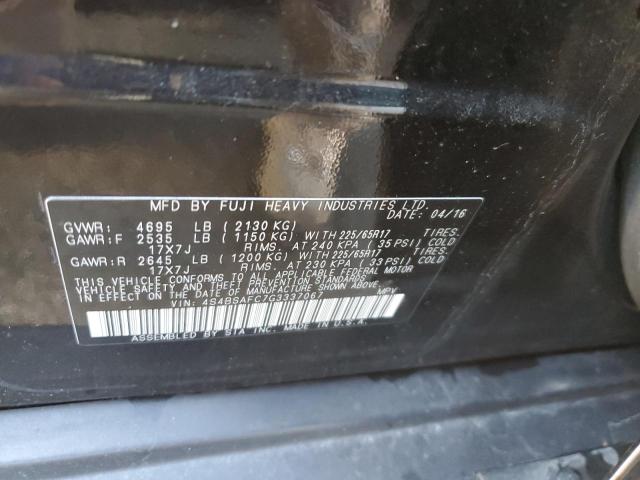 MFD BY FUJI HEAVY INDUSTRIES LTD.
DATE: 04/16
GVWR: 4695 LB (2130 KG)
GAWR:F 2535 LB (1150 KG) WITH 225/65R17 TIRES.
17X7J RIMS. AT 240 KPA (35 PSI) COLD
GAWR:R 2645 LB (1200 KG) WITH 225/65R17 TIRES.
17X7J RIMS. AT 230 KPA (33 PSI) COLD
THIS VEHICLE CONFORMS TO ALL APPLICABLE FEDERAL MOTOR
VEHICLE SAFETY AND THEFT PREVENTION STANDARDS
IN EFFECT ON THE DATE OF MANUFACTURE SHOWN ABOVE.
VIN: 4S4BSAFC7G3337067 MPV
ASSEMBLED BY SIA INC. MADE IN U.S.A.